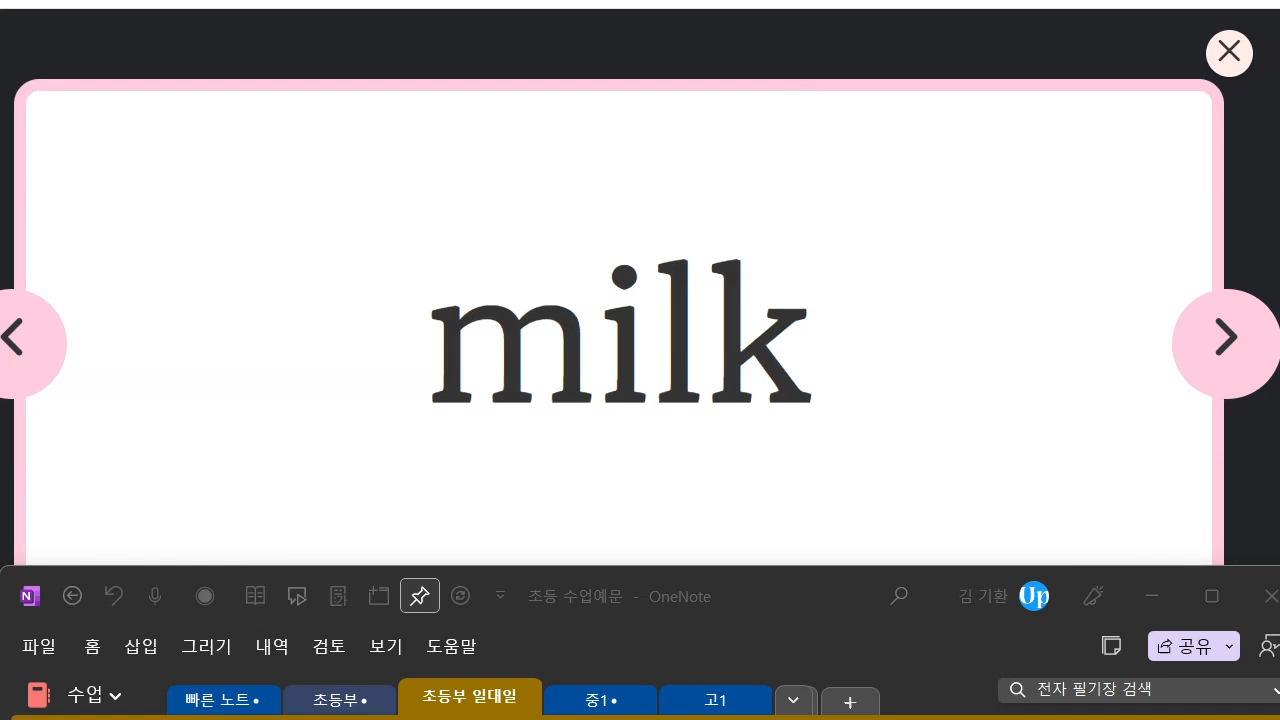 milk
초등 수업예문 - OneNote
김 기환
Up
파일 홈 삽입 그리기 내역 검토 보기 도움말
공유
수업
빠른 노트
초등부
초등부 일대일
중1
고1
전자 필기장 검색